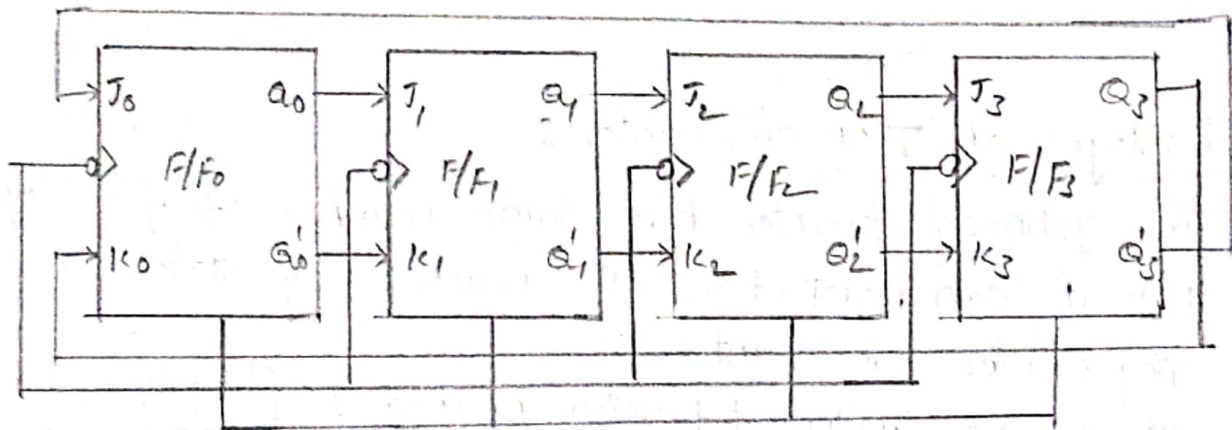 J₀ Q₀ J₁ Q₁ J₂ Q₂ J₃ Q₃
F/F₀ F/F₁ F/F₂ F/F₃
K₀ Q₀' K₁ Q₁' K₂ Q₂' K₃ Q₃'